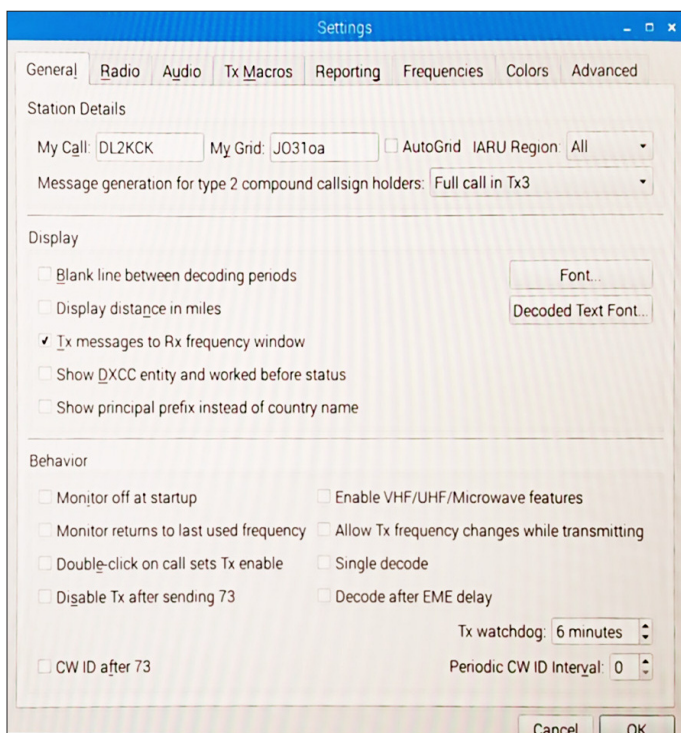 Settings
General Radio Audio Tx Macros Reporting Frequencies Colors Advanced
Station Details
My Call: DL2KCK My Grid: JO31oa AutoGrid IARU Region: All
Message generation for type 2 compound callsign holders: Full call in Tx3
Display
Blank line between decoding periods Font...
Display distance in miles Decoded Text Font...
Tx messages to Rx frequency window
Show DXCC entity and worked before status
Show principal prefix instead of country name
Behavior
Monitor off at startup Enable VHF/UHF/Microwave features
Monitor returns to last used frequency Allow Tx frequency changes while transmitting
Double-click on call sets Tx enable Single decode
Disable Tx after sending 73 Decode after EME delay
Tx watchdog: 6 minutes
CW ID after 73 Periodic CW ID Interval: 0
Cancel OK